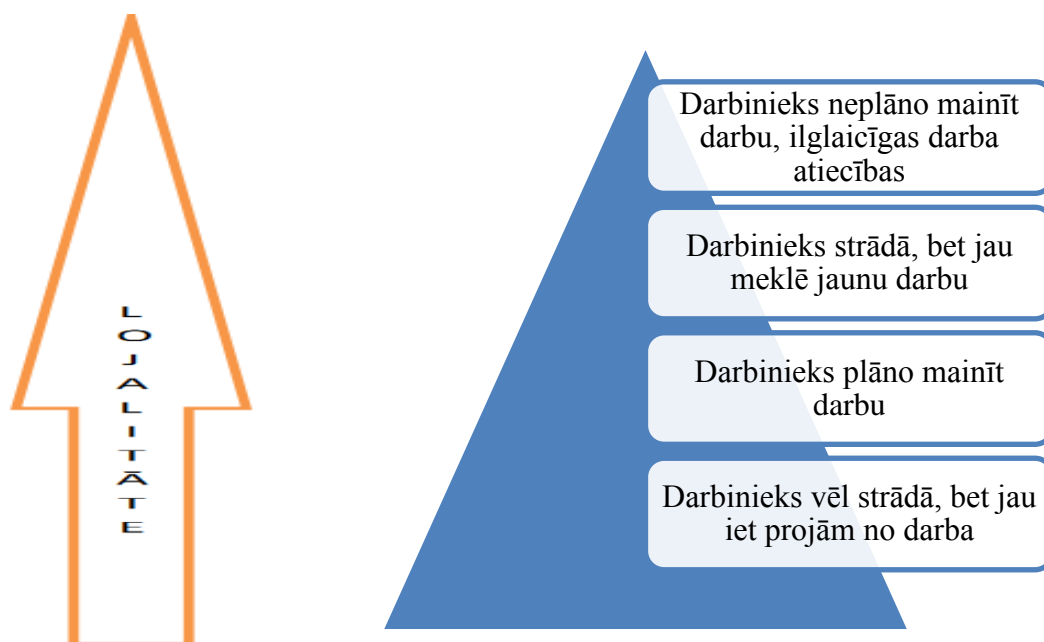 LOJALITĀTE
Darbinieks neplāno mainīt
darbu, ilglaicīgas darba
atiecības
Darbinieks strādā, bet jau
meklē jaunu darbu
Darbinieks plāno mainīt
darbu
Darbinieks vēl strādā, bet jau
iet projām no darba